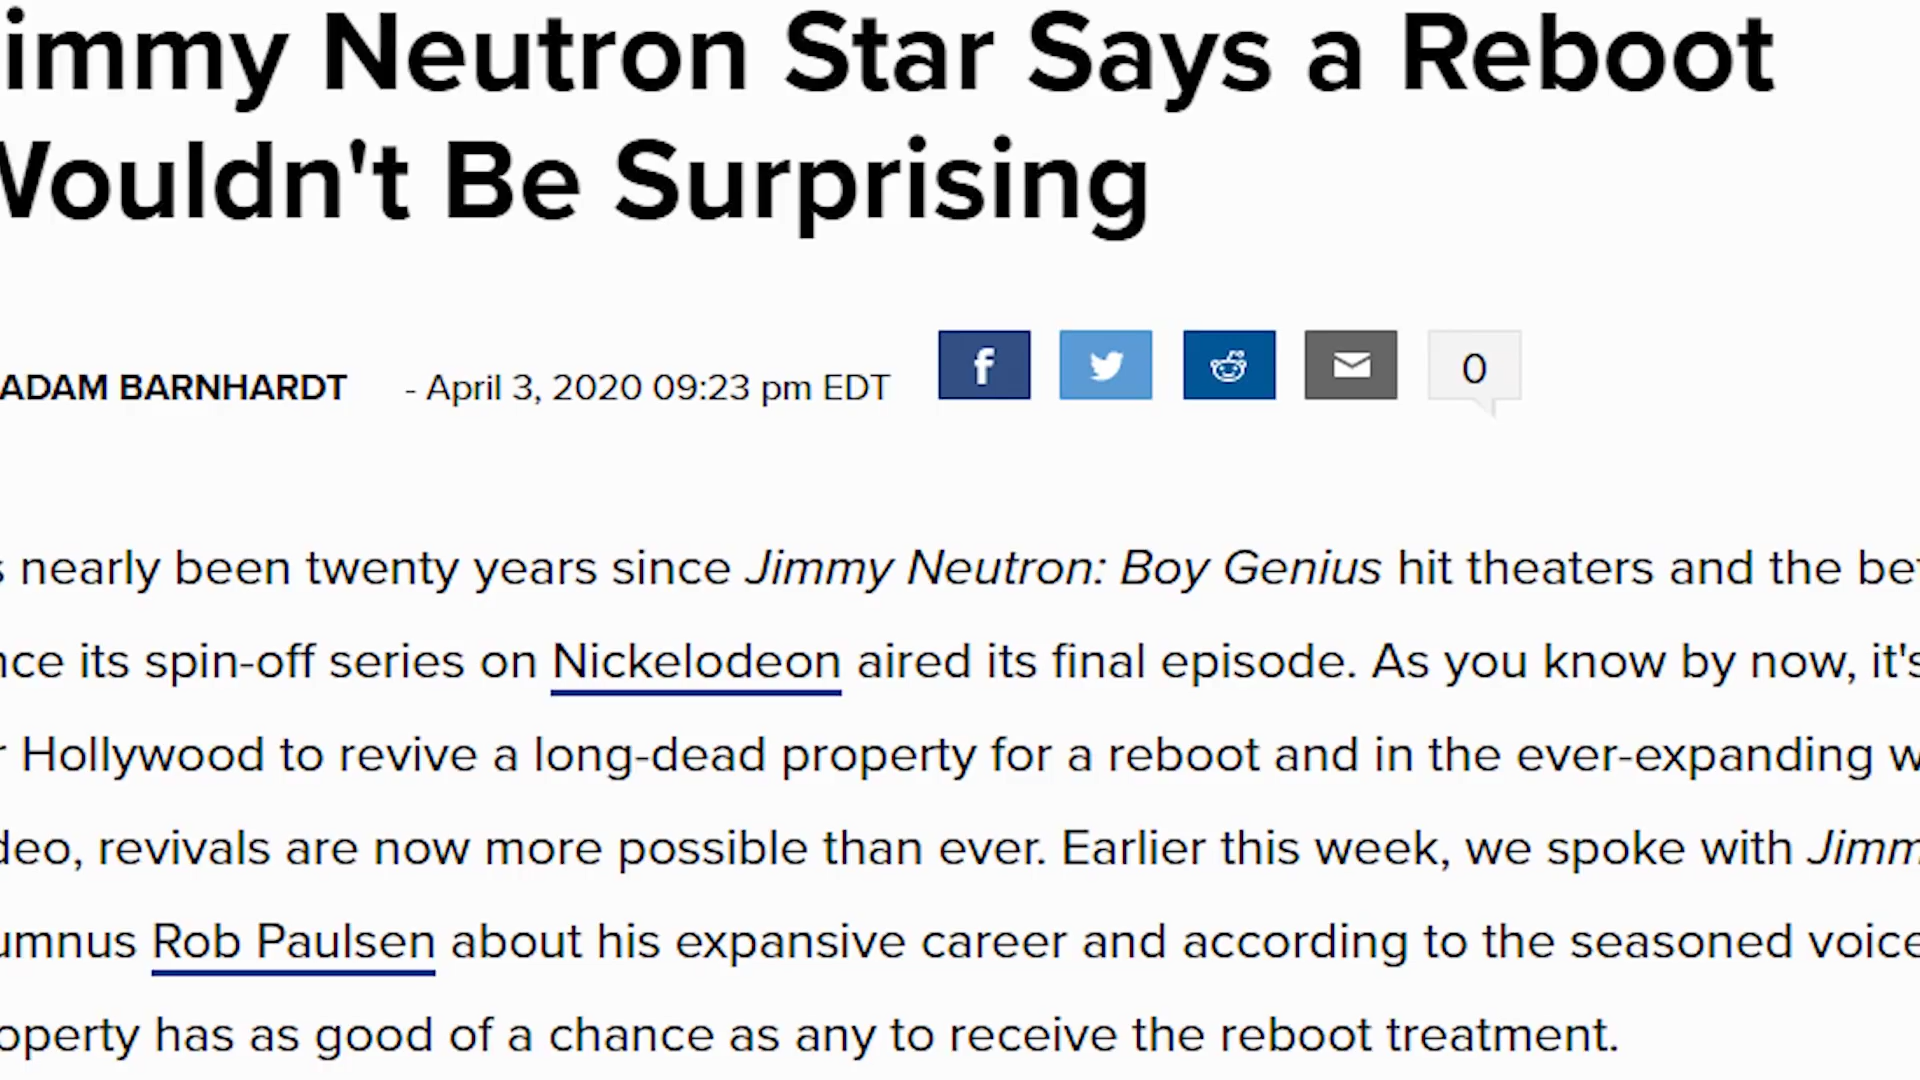 immy Neutron Star Says a Reboot
Wouldn't Be Surprising
ADAM BARNHARDT - April 3, 2020 09:23 pm EDT f 0
s nearly been twenty years since Jimmy Neutron: Boy Genius hit theaters and the bet
nce its spin-off series on Nickelodeon aired its final episode. As you know by now, it's
r Hollywood to revive a long-dead property for a reboot and in the ever-expanding w
deo, revivals are now more possible than ever. Earlier this week, we spoke with Jimm
umnus Rob Paulsen about his expansive career and according to the seasoned voice
operty has as good of a chance as any to receive the reboot treatment.